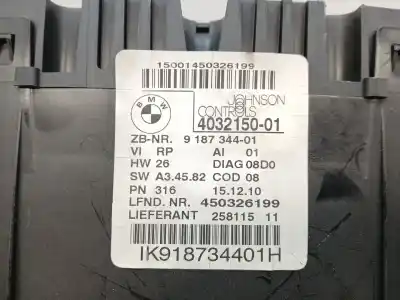 15001450326199
BMW
JOHNSON
CONTROLS
4032150-01
ZB-NR. 9 187 344-01
VI RP AI 01
HW 26 DIAG 08D0
SW A3.45.82 COD 08
PN 316 15.12.10
LFND. NR. 450326199
LIEFERANT 258115 11
IK918734401H